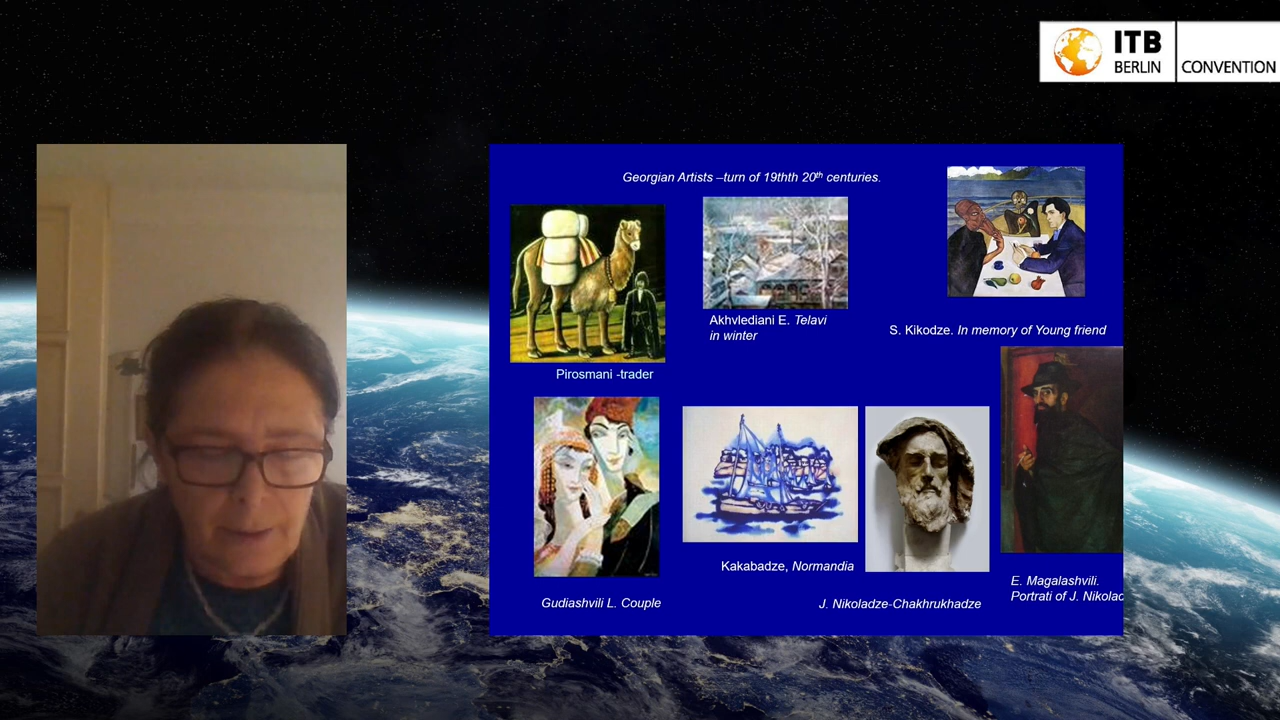 ITB
BERLIN
CONVENTION
Georgian Artists –turn of 19thth 20th centuries.
Akhvlediani E. Telavi
in winter
S. Kikodze. In memory of Young friend
Pirosmani -trader
Kakabadze, Normandia
E. Magalashvili.
Portrati of J. Nikolad
Gudiashvili L. Couple
J. Nikoladze-Chakhrukhadze